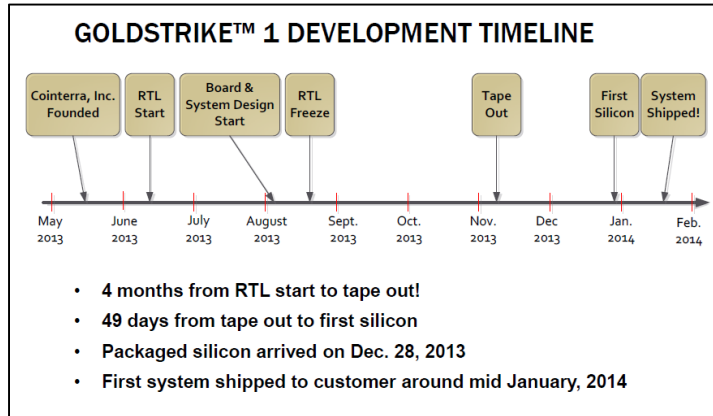 GOLDSTRIKE™ 1 DEVELOPMENT TIMELINE
Cointerra, Inc.
Founded
RTL
Start
Board &
System Design
Start
RTL
Freeze
Tape
Out
First
Silicon
System
Shipped!
May
2013
June
2013
July
2013
August
2013
Sept.
2013
Oct.
2013
Nov.
2013
Dec
2013
Jan.
2014
Feb.
2014
• 4 months from RTL start to tape out!
• 49 days from tape out to first silicon
• Packaged silicon arrived on Dec. 28, 2013
• First system shipped to customer around mid January, 2014